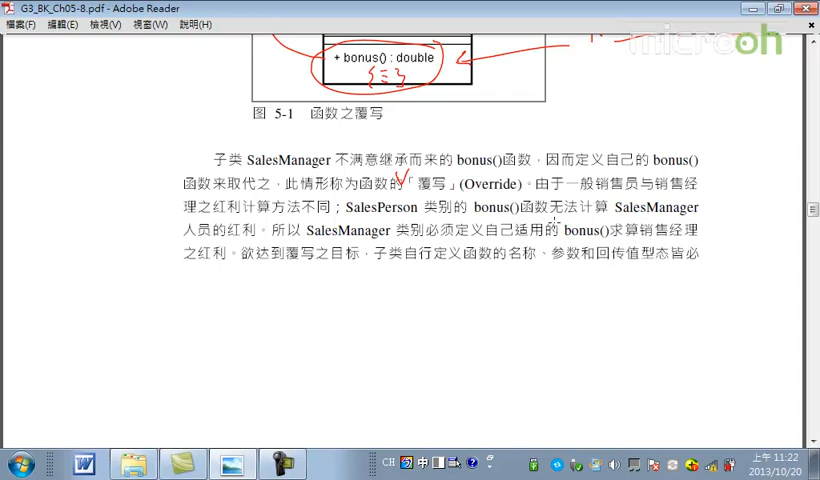 G3_BK_Ch05-8.pdf - Adobe Reader
檔案(F) 編輯(E) 檢視(V) 視窗(W) 說明(H)
microoh
+ bonus() : double
图 5-1 函数之覆写
子类 SalesManager 不满意继承而来的 bonus()函数，因而定义自己的 bonus()
函数来取代之，此情形称为函数的「覆写」(Override)。由于一般销售员与销售经
理之红利计算方法不同；SalesPerson 类别的 bonus()函数无法计算 SalesManager
人员的红利。所以 SalesManager 类别必须定义自己适用的 bonus()求算销售经理
之红利。欲达到覆写之目标，子类自行定义函数的名称、参数和回传值型态皆必
CH 中
上午 11:22
2013/10/20